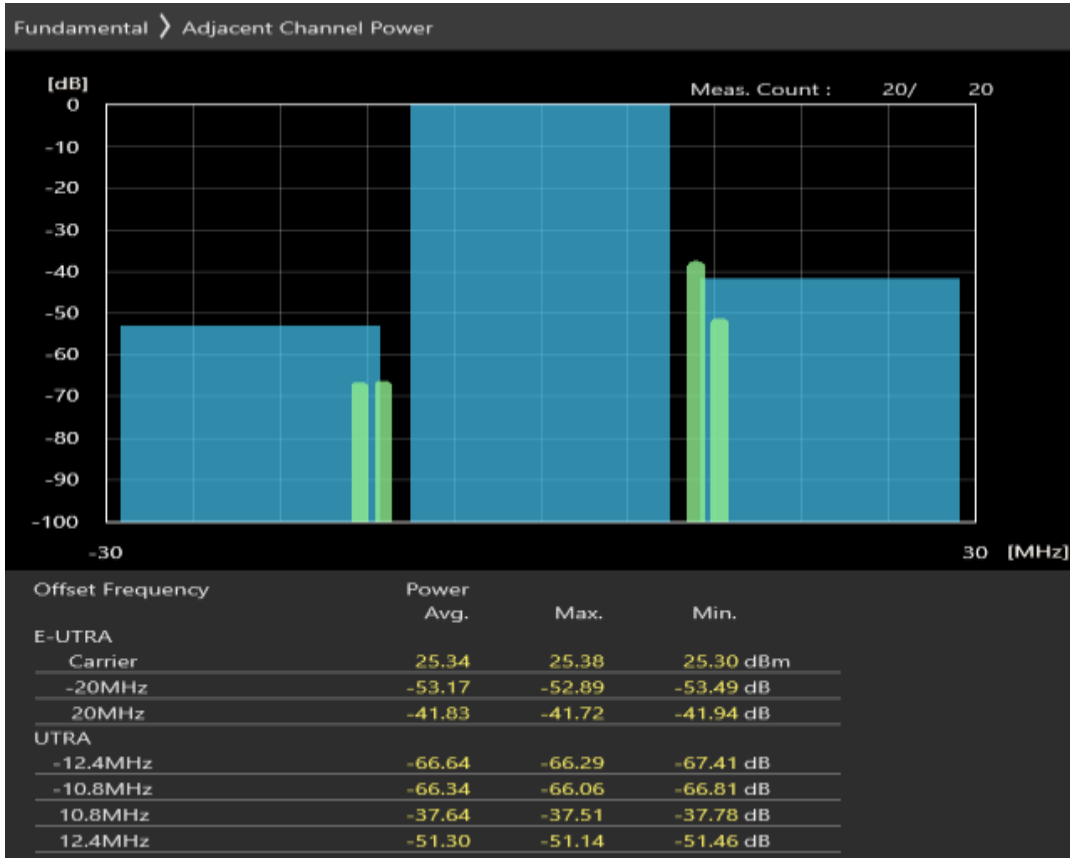 Fundamental 〉 Adjacent Channel Power
[dB]
Meas. Count : 20/ 20
0
-10
-20
-30
-40
-50
-60
-70
-80
-90
-100
-30 30 [MHz]
Offset Frequency Power
Avg. Max. Min.
E-UTRA
Carrier 25.34 25.38 25.30 dBm
-20MHz -53.17 -52.89 -53.49 dB
20MHz -41.83 -41.72 -41.94 dB
UTRA
-12.4MHz -66.64 -66.29 -67.41 dB
-10.8MHz -66.34 -66.06 -66.81 dB
10.8MHz -37.64 -37.51 -37.78 dB
12.4MHz -51.30 -51.14 -51.46 dB